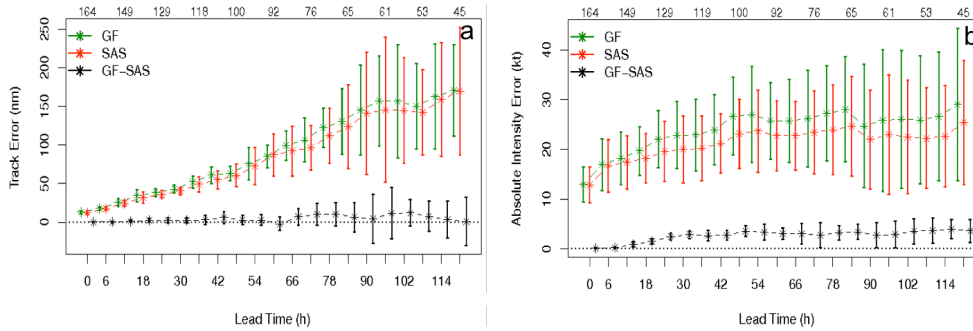 164 149 129 118 100 92 76 65 61 53 45
a
GF
SAS
GF-SAS
Track Error (nm)
250
200
150
100
50
0
0 6 18 30 42 54 66 78 90 102 114
Lead Time (h)
164 149 129 118 100 92 76 65 61 53 45
b
GF
SAS
GF-SAS
Absolute Intensity Error (kt)
40
30
20
10
0
0 6 18 30 42 54 66 78 90 102 114
Lead Time (h)